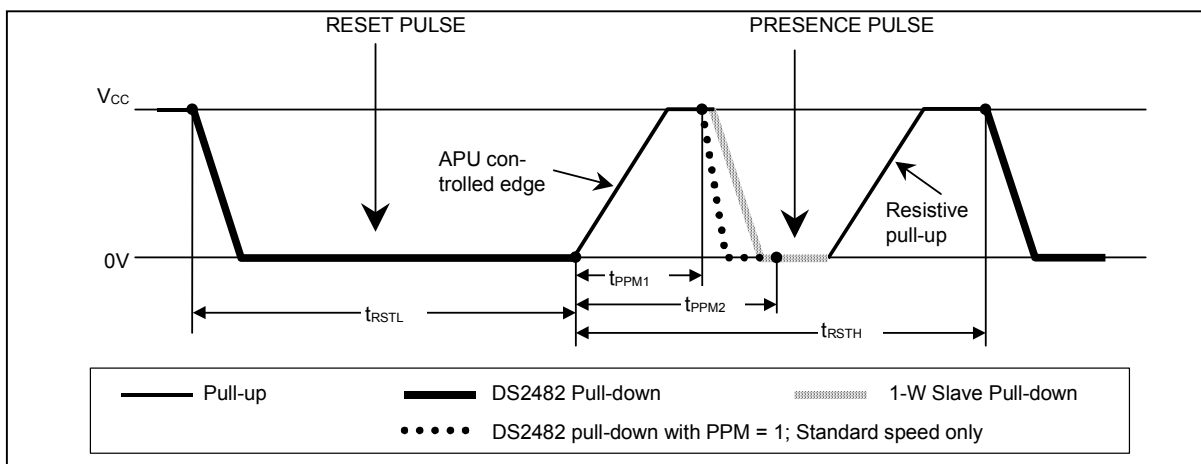 RESET PULSE
PRESENCE PULSE
VCC
APU con-
trolled edge
Resistive
pull-up
0V
tPPM1
tPPM2
tRSTL
tRSTH
Pull-up
DS2482 Pull-down
1-W Slave Pull-down
DS2482 pull-down with PPM = 1; Standard speed only